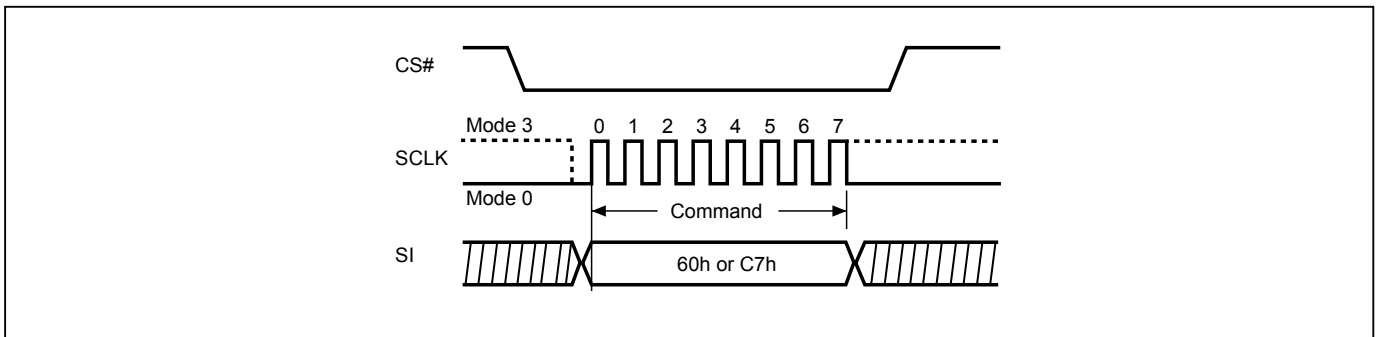 CS#
Mode 3
0 1 2 3 4 5 6 7
SCLK
Mode 0
Command
SI
60h or C7h